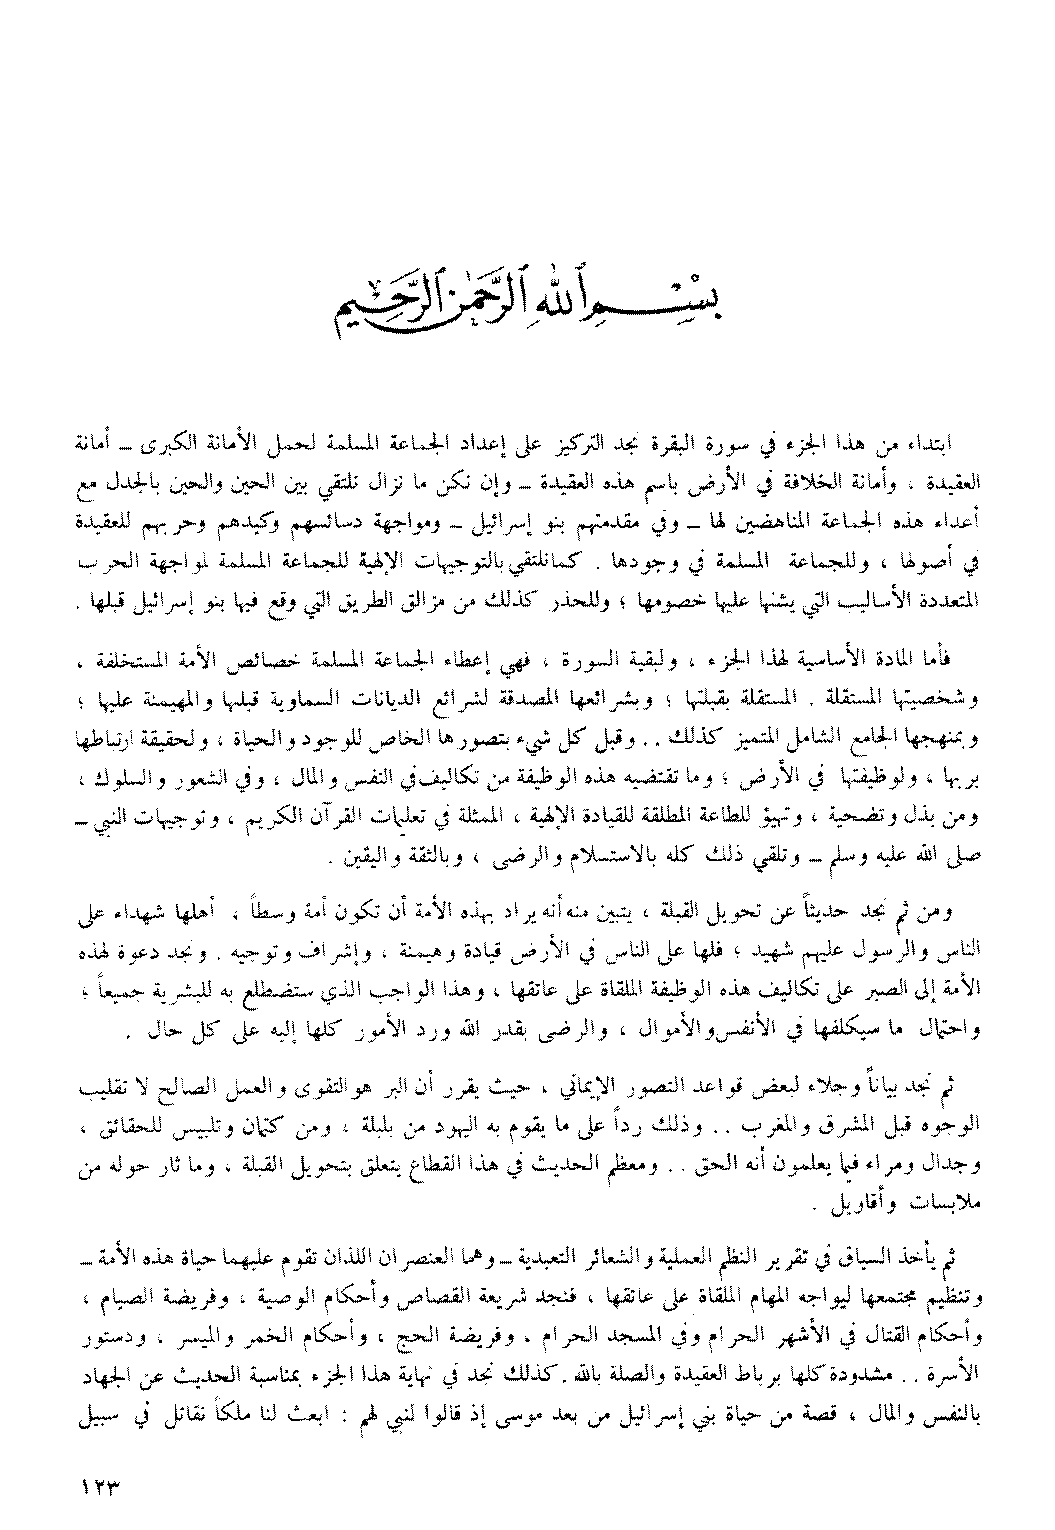 بِسْمِ ٱللَّهِ ٱلرَّحْمَٰنِ ٱلرَّحِيمِ
ابتداء من هذا الجزء في سورة البقرة نجد التركيز على إعداد الجماعة المسلمة لحمل الأمانة الكبرى ــ أمانة
العقيدة ، وأمانة الخلافة في الأرض باسم هذه العقيدة ــ وإن نكن ما نزال نلتقي بين الحين والحين بالجدل مع
أعداء هذه الجماعة المناهضين لها ــ وفي مقدمتهم بنو إسرائيل ــ ومواجهة دسائسهم وكيدهم وحربهم للعقيدة
في أصولها ، وللجماعة المسلمة في وجودها . كما نلتقي بالتوجيهات الإلهية للجماعة المسلمة لمواجهة الحرب
المتعددة الأساليب التي يشنها عليها خصومها ؛ وللحذر كذلك من مزالق الطريق التي وقع فيها بنو إسرائيل قبلها .
فأما المادة الأساسية لهذا الجزء ، ولبقية السورة ، فهي إعطاء الجماعة المسلمة خصائص الأمة المستخلفة ،
وشخصيتها المستقلة . المستقلة بقبلتها ؛ وبشرائعها المصدقة لشرائع الديانات السماوية قبلها والمهيمنة عليها ؛
وبمنهجها الجامع الشامل المتميز كذلك .. وقبل كل شيء بتصورها الخاص للوجود والحياة ، ولحقيقة ارتباطها
بربها ، ولوظيفتها في الأرض ؛ وما تقتضيه هذه الوظيفة من تكاليف في النفس والمال ، وفي الشعور والسلوك ،
ومن بذل وتضحية ، وتهيؤ للطاعة المطلقة للقيادة الإلهية ، الممثلة في تعليمات القرآن الكريم ، وتوجيهات النبي ــ
صلى الله عليه وسلم ــ وتلقي ذلك كله بالاستسلام والرضى ، وبالثقة واليقين .
ومن ثم نجد حديثاً عن تحويل القبلة ، يتبين منه أنه يراد بهذه الأمة أن تكون أمة وسطاً ، أهلها شهداء على
الناس والرسول عليهم شهيد ؛ فلها على الناس في الأرض قيادة وهيمنة ، وإشراف وتوجيه . ونجد دعوة لهذه
الأمة إلى الصبر على تكاليف هذه الوظيفة الملقاة على عاتقها ، وهذا الواجب الذي ستضطلع به للبشرية جميعاً ؛
واحتمال ما سيكلفها في الأنفس والأموال ، والرضى بقدر الله ورد الأمور كلها إليه على كل حال .
ثم نجد بياناً وجلاء لبعض قواعد التصور الإيماني ، حيث يقرر أن البر هو التقوى والعمل الصالح لا تقليب
الوجوه قبل المشرق والمغرب .. وذلك رداً على ما يقوم به اليهود من بلبلة ، ومن كتمان وتلبيس للحقائق ،
وجدال ومراء فيما يعلمون أنه الحق .. ومعظم الحديث في هذا القطاع يتعلق بتحويل القبلة ، وما ثار حوله من
ملابسات وأقاويل .
ثم يأخذ السياق في تقرير النظم العملية والشعائر التعبدية ــ وهما العنصران اللذان تقوم عليهما حياة هذه الأمة ــ
وتنظيم مجتمعها ليواجه المهام الملقاة على عاتقها ، فنجد شريعة القصاص وأحكام الوصية ، وفريضة الصيام ،
وأحكام القتال في الأشهر الحرام وفي المسجد الحرام ، وفريضة الحج ، وأحكام الخمر والميسر ، ودستور
الأسرة .. مشدودة كلها برباط العقيدة والصلة بالله . كذلك نجد في نهاية هذا الجزء بمناسبة الحديث عن الجهاد
بالنفس والمال ، قصة من حياة بني إسرائيل من بعد موسى إذ قالوا لنبي لهم : ابعث لنا ملكاً نقاتل في سبيل
١٢٣